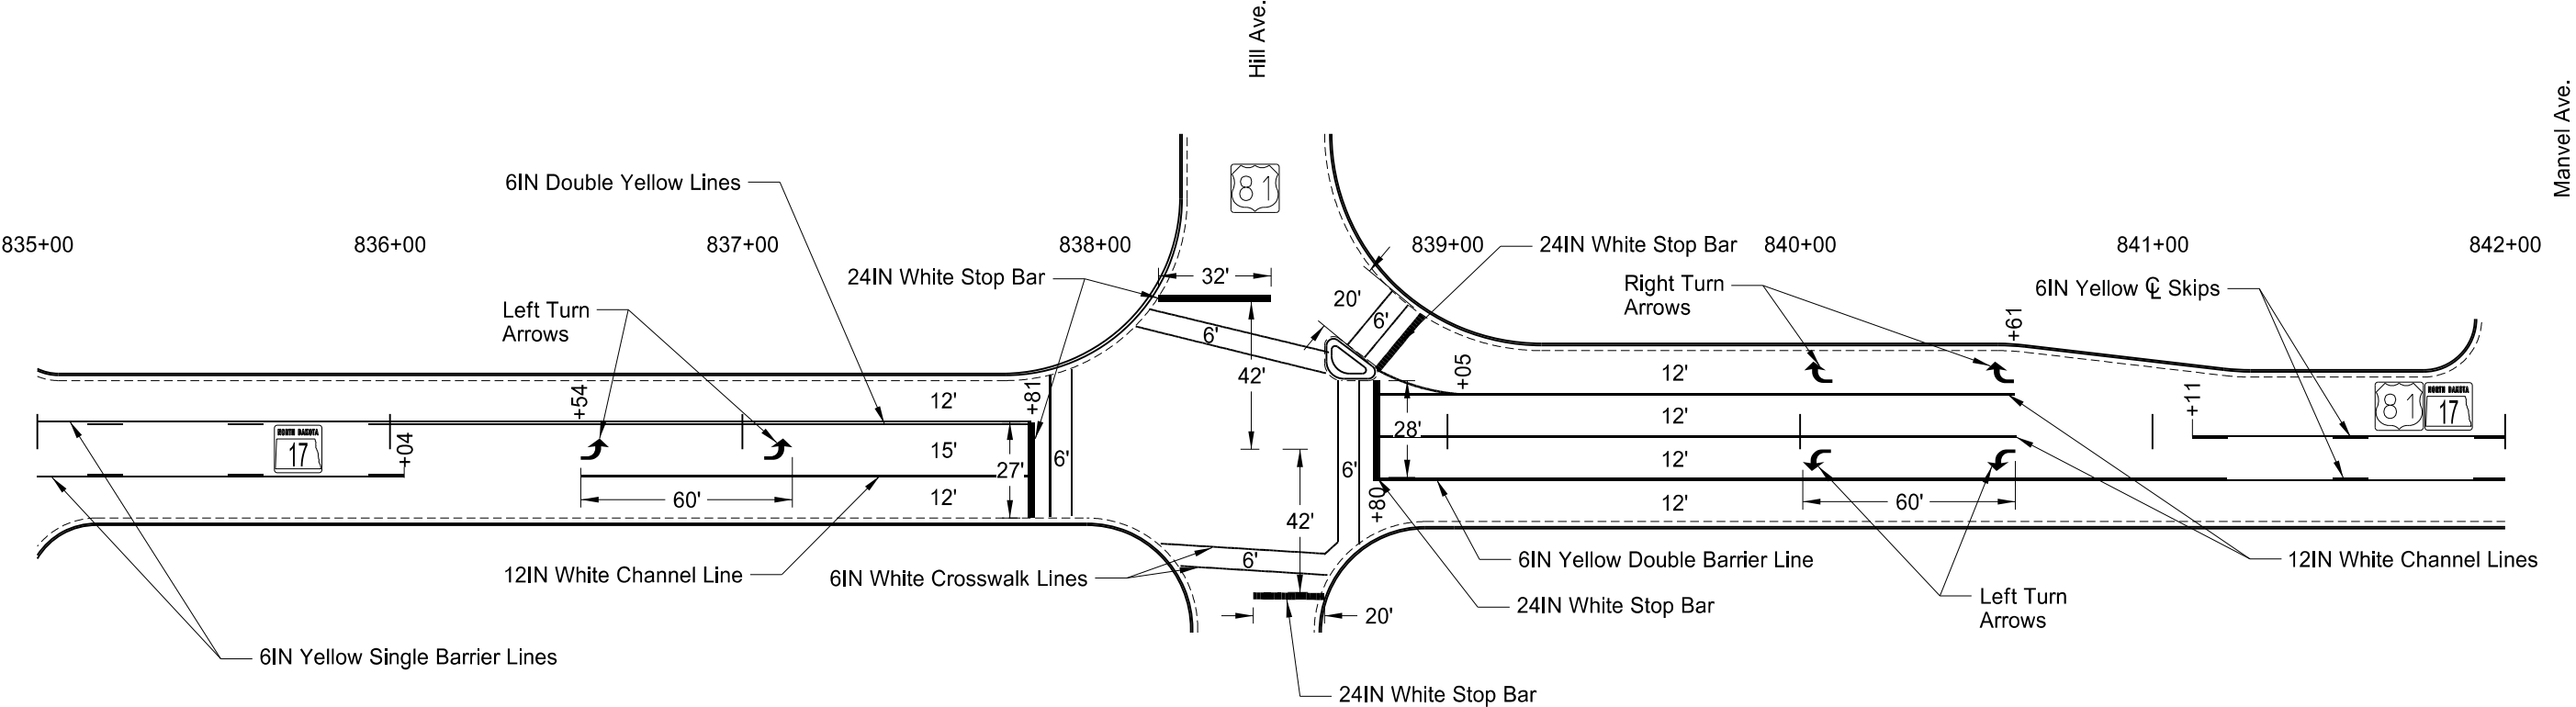 Hill Ave.
Manvel Ave.
6IN Double Yellow Lines
81
835+00
836+00
837+00
838+00
839+00
840+00
841+00
842+00
24IN White Stop Bar
24IN White Stop Bar
32'
20'
6'
6'
42'
Left Turn
Arrows
Right Turn
Arrows
6IN Yellow ℄ Skips
+61
+54
+81
+05
+11
12'
15'
12'
27'
6'
6'
28'
12'
12'
12'
12'
NORTH DAKOTA
17
+04
60'
81
NORTH DAKOTA
17
+80
60'
42'
6'
12IN White Channel Line
6IN White Crosswalk Lines
6IN Yellow Double Barrier Line
12IN White Channel Lines
24IN White Stop Bar
20'
Left Turn
Arrows
6IN Yellow Single Barrier Lines
24IN White Stop Bar